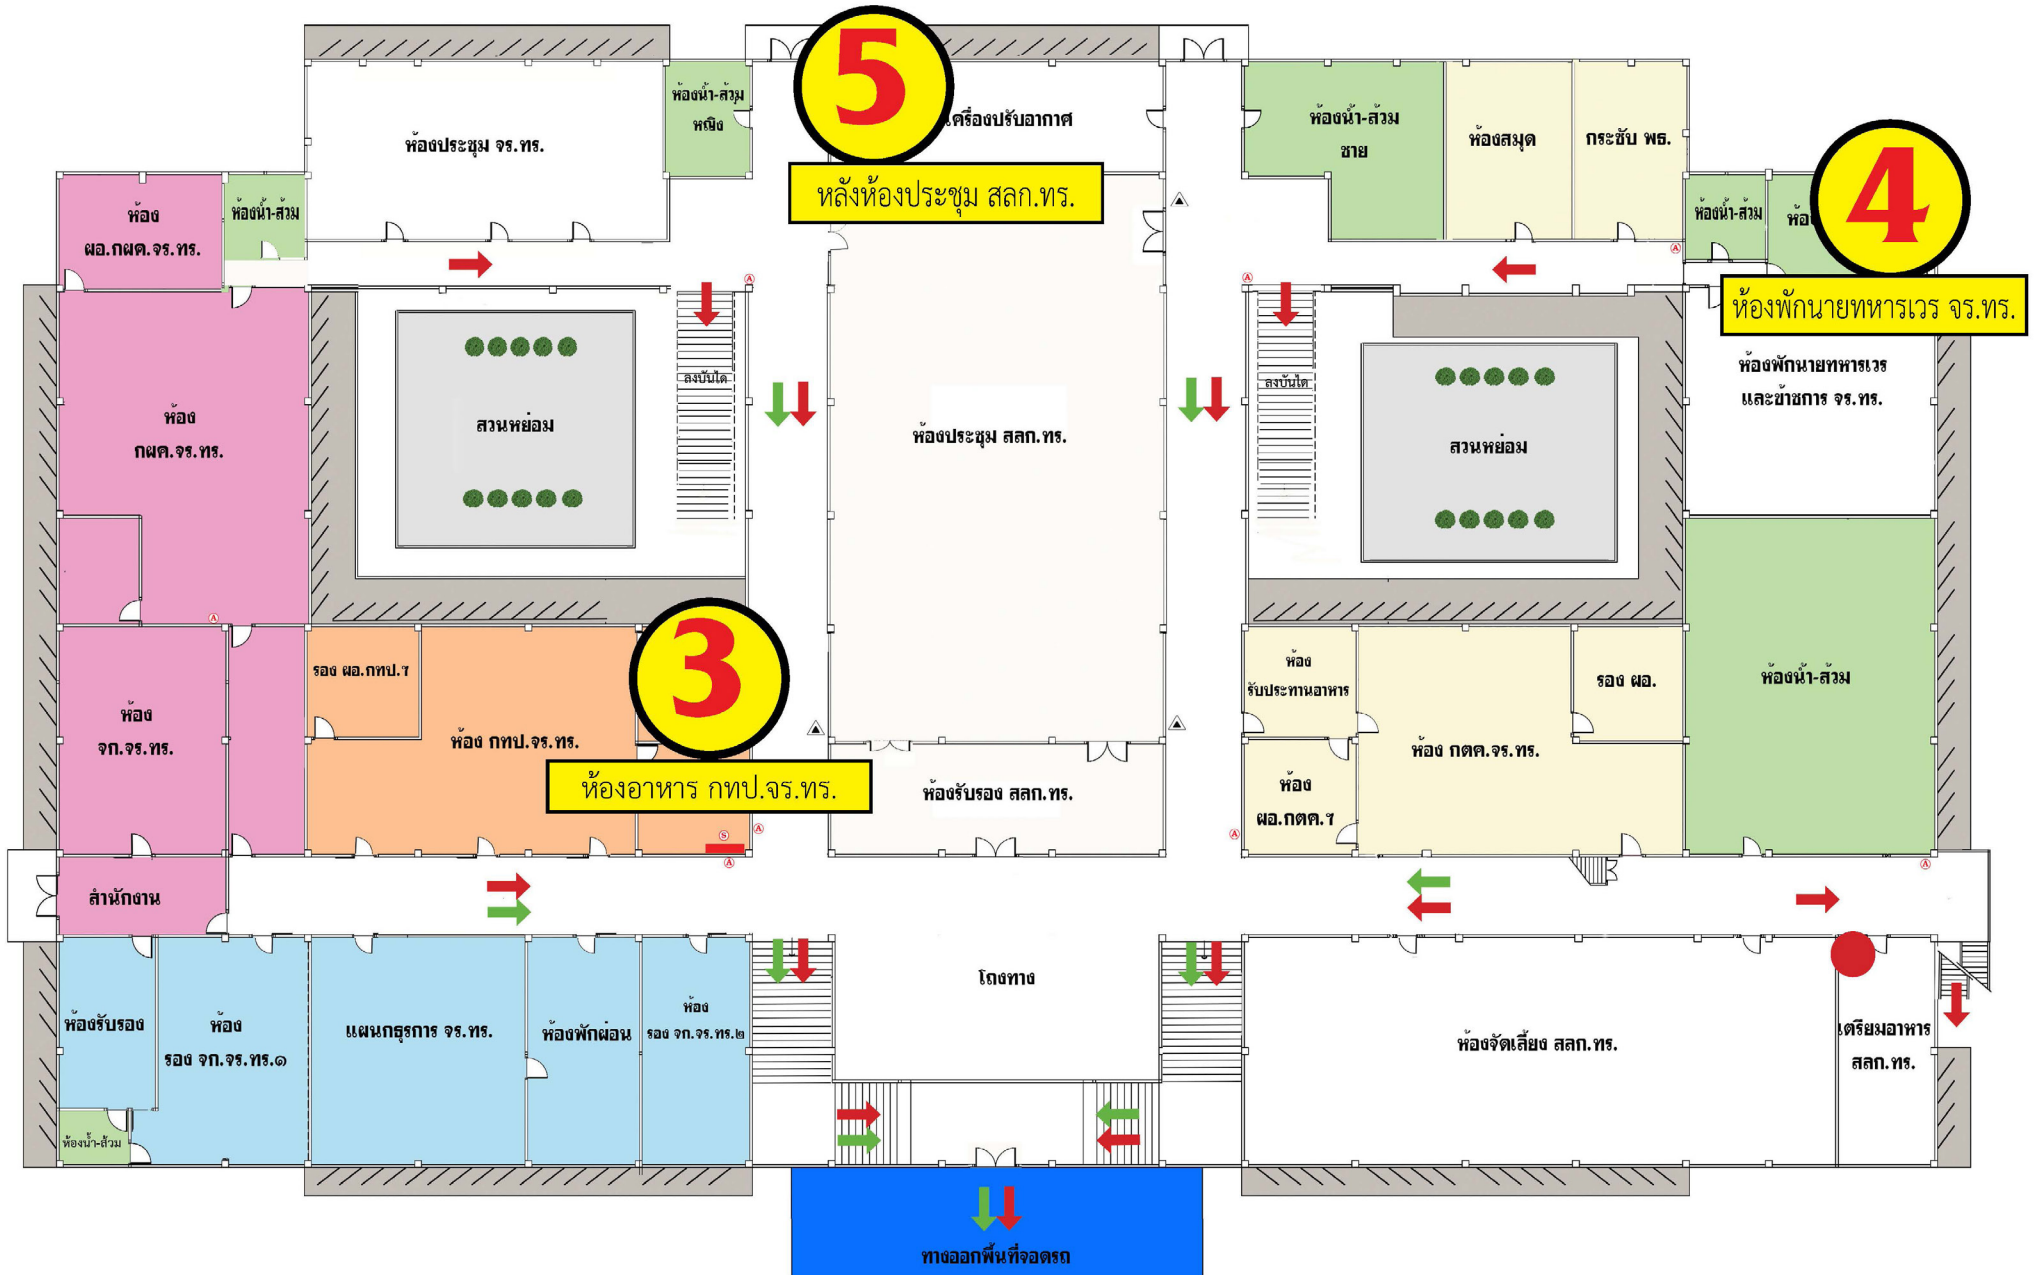 5
ห้องน้ำ-ส้วม
หญิง
ห้องประชุม จร.ทร.
เครื่องปรับอากาศ
หลังห้องประชุม สลก.ทร.
ห้องน้ำ-ส้วม
ชาย
ห้องสมุด
กระชับ พธ.
4
ห้องน้ำ-ส้วม
ห้องพักนายทหารเวร จร.ทร.
ห้อง
ผอ.กผค.จร.ทร.
ห้องน้ำ-ส้วม
A
A
A
ห้องพักนายทหารเวร
และข้าชการ จร.ทร.
ลงบันได
ลงบันได
ห้อง
กผค.จร.ทร.
สวนหย่อม
ห้องประชุม สลก.ทร.
สวนหย่อม
A
3
รอง ผอ.กทป.ฯ
ห้อง กทป.จร.ทร.
ห้องอาหาร กทป.จร.ทร.
ห้อง
จก.จร.ทร.
ห้อง
รับประทานอาหาร
รอง ผอ.
ห้องน้ำ-ส้วม
ห้อง กตค.จร.ทร.
ห้อง
ผอ.กตค.ฯ
ห้องรับรอง สลก.ทร.
S
A
A
A
A
สำนักงาน
โถงทาง
ห้องรับรอง
ห้อง
รอง จก.จร.ทร.๑
แผนกธุรการ จร.ทร.
ห้องพักผ่อน
ห้อง
รอง จก.จร.ทร.๒
ห้องจัดเลี้ยง สลก.ทร.
เตรียมอาหาร
สลก.ทร.
ห้องน้ำ-ส้วม
ทางออกพื้นที่จอดรถ